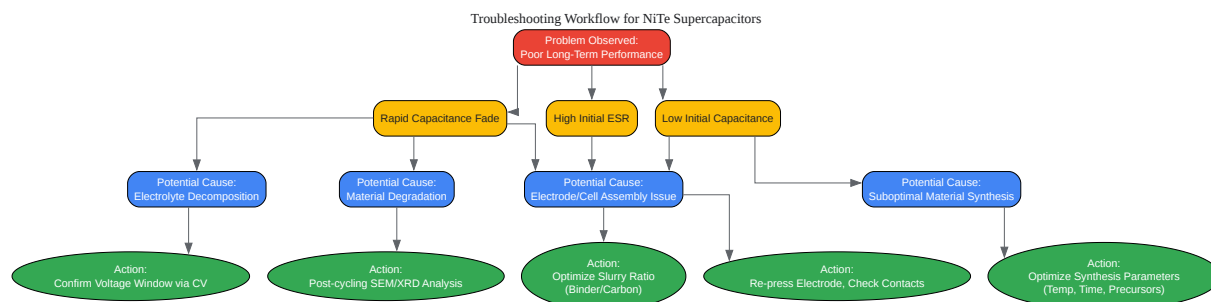 Troubleshooting Workflow for NiTe Supercapacitors
Problem Observed:
Poor Long-Term Performance
Rapid Capacitance Fade
High Initial ESR
Low Initial Capacitance
Potential Cause:
Electrolyte Decomposition
Potential Cause:
Material Degradation
Potential Cause:
Electrode/Cell Assembly Issue
Potential Cause:
Suboptimal Material Synthesis
Action:
Confirm Voltage Window via CV
Action:
Post-cycling SEM/XRD Analysis
Action:
Optimize Slurry Ratio
(Binder/Carbon)
Action:
Re-press Electrode, Check Contacts
Action:
Optimize Synthesis Parameters
(Temp, Time, Precursors)